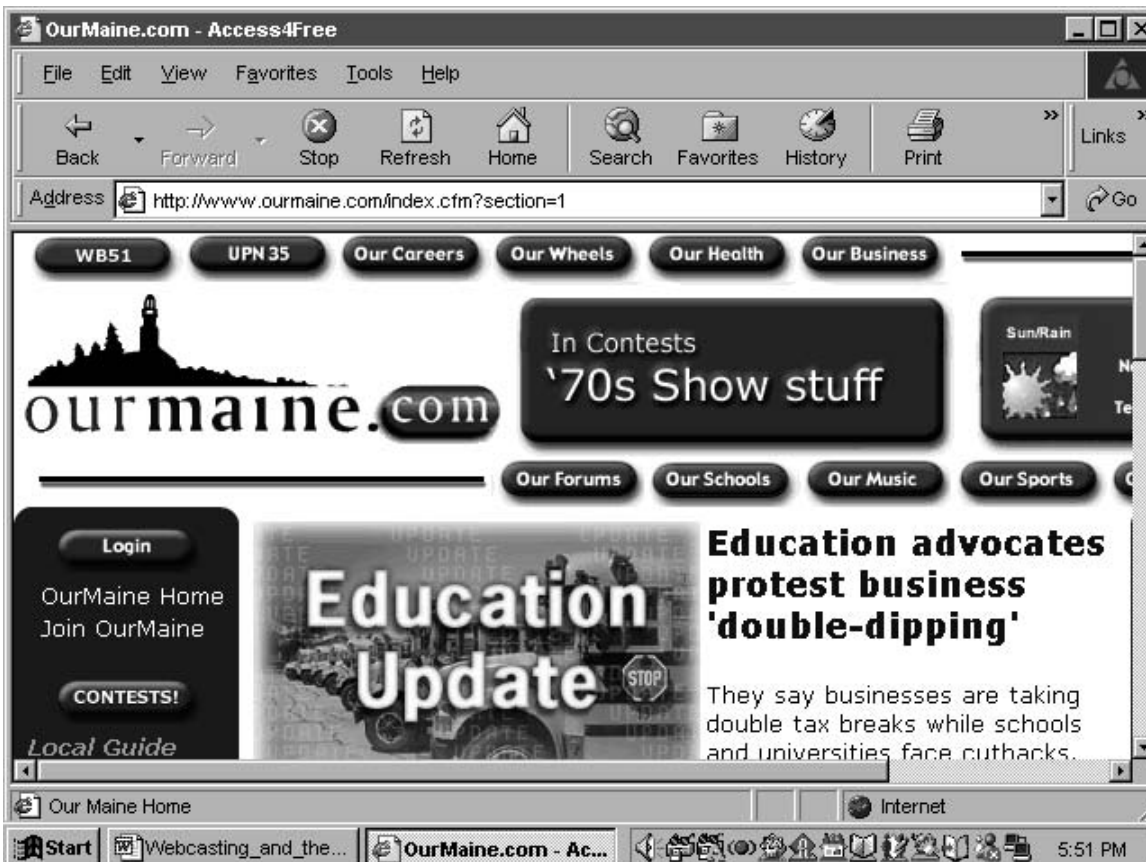 OurMaine.com - Access4Free
File Edit View Favorites Tools Help
Back Forward Stop Refresh Home Search Favorites History Print » Links »
Address http://www.ourmaine.com/index.cfm?section=1 Go
WB51 UPN 35 Our Careers Our Wheels Our Health Our Business
In Contests
'70s Show stuff
Sun/Rain
ourmaine.com
Our Forums Our Schools Our Music Our Sports
Login
OurMaine Home
Join OurMaine
CONTESTS!
Local Guide
Education
Update
STOP
Education advocates
protest business
'double-dipping'
They say businesses are taking
double tax breaks while schools
and universities face cutbacks.
Our Maine Home Internet
Start Webcasting_and_the... OurMaine.com - Ac... 5:51 PM